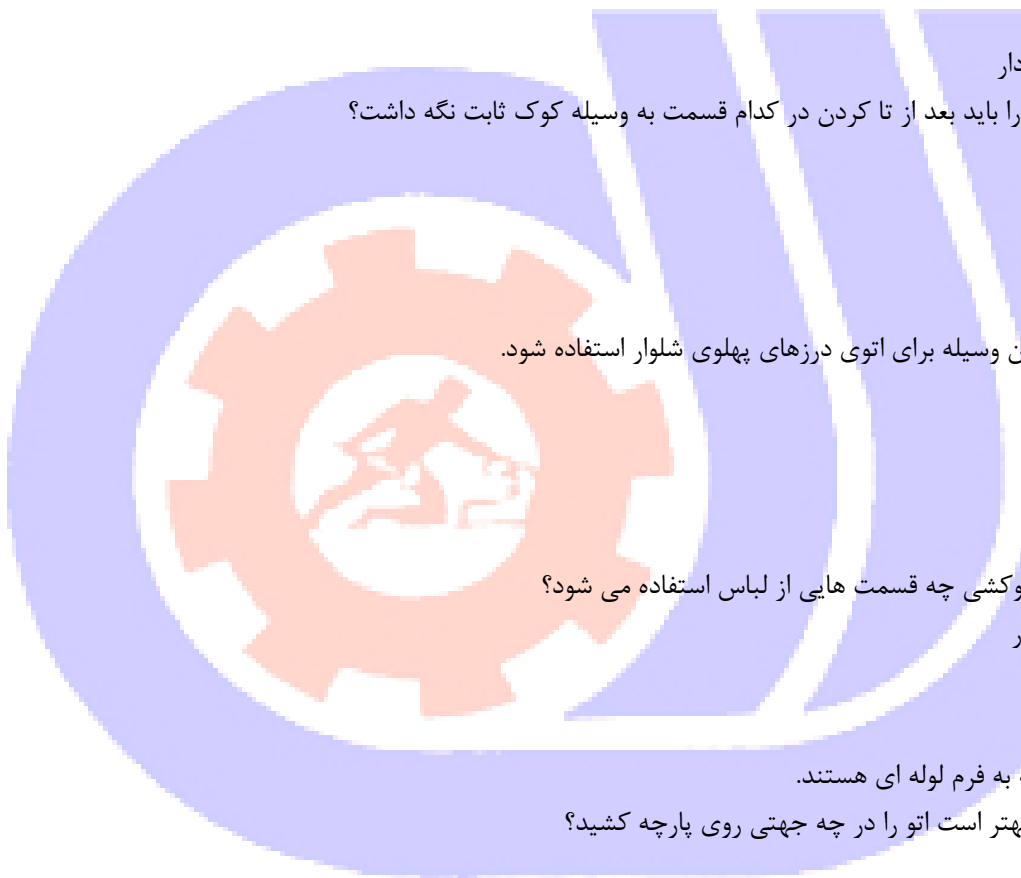 دار
را باید بعد از تا کردن در کدام قسمت به وسیله کوک ثابت نگه داشت؟
ن وسیله برای اتوی درزهای پهلوی شلوار استفاده شود.
وکشی چه قسمت هایی از لباس استفاده می شود؟
ر
به فرم لوله ای هستند.
بهتر است اتو را در چه جهتی روی پارچه کشید؟